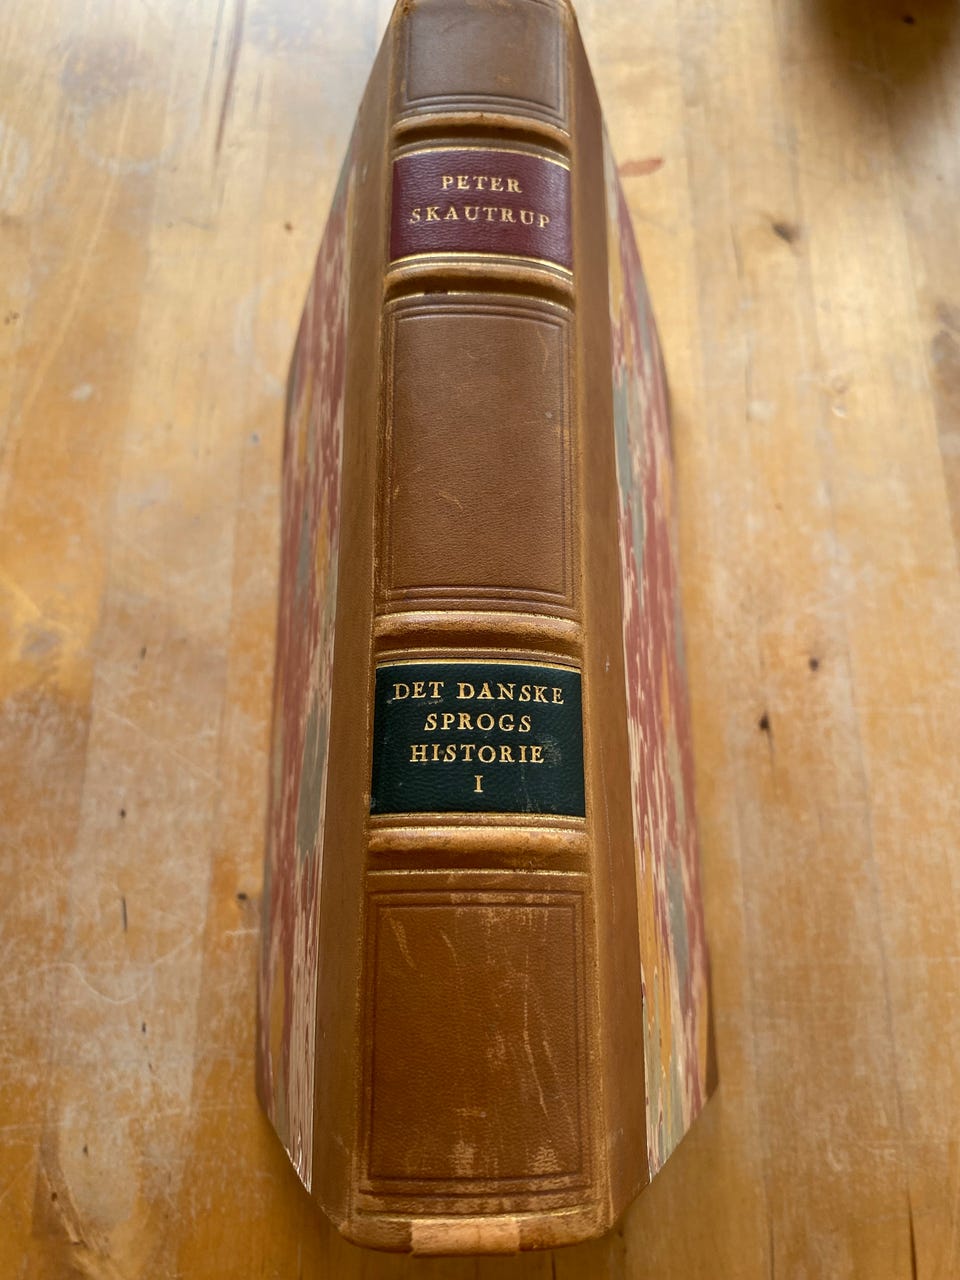 PETER
SKAUTRUP
DET DANSKE
SPROGS
HISTORIE
I